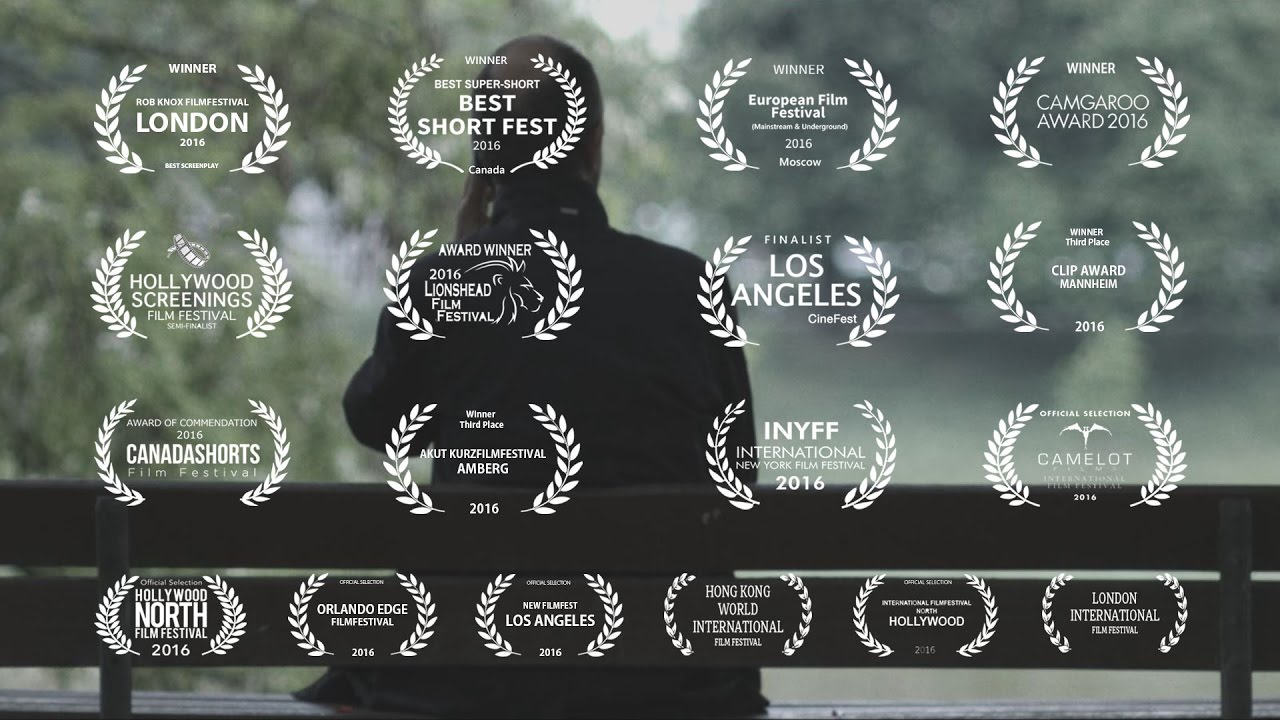 WINNER
ROB KNOX FILMFESTIVAL
LONDON
2016
BEST SCREENPLAY
WINNER
BEST SUPER-SHORT
BEST
SHORT FEST
2016
Canada
WINNER
European Film
Festival
(Mainstream & Underground)
2016
Moscow
WINNER
CAMGAROO
AWARD 2016
HOLLYWOOD
SCREENINGS
FILM FESTIVAL
SEMI-FINALIST
AWARD WINNER
2016
LIONSHEAD
FILM
FESTIVAL
FINALIST
LOS
ANGELES
CineFest
WINNER
Third Place
CLIP AWARD
MANNHEIM
2016
AWARD OF COMMENDATION
2016
CANADASHORTS
Film Festival
Winner
Third Place
AKUT KURZFILMFESTIVAL
AMBERG
2016
INYFF
INTERNATIONAL
NEW YORK FILM FESTIVAL
2016
OFFICIAL SELECTION
CAMELOT
FILMS
INTERNATIONAL
FILM FESTIVAL
2016
Official Selection
HOLLYWOOD
NORTH
FILM FESTIVAL
2016
OFFICIAL SELECTION
ORLANDO EDGE
FILMFESTIVAL
2016
OFFICIAL SELECTION
NEW FILMFEST
LOS ANGELES
2016
HONG KONG
WORLD
INTERNATIONAL
FILM FESTIVAL
OFFICIAL SELECTION
INTERNATIONAL FILMFESTIVAL
NORTH
HOLLYWOOD
2016
LONDON
INTERNATIONAL
FILM FESTIVAL